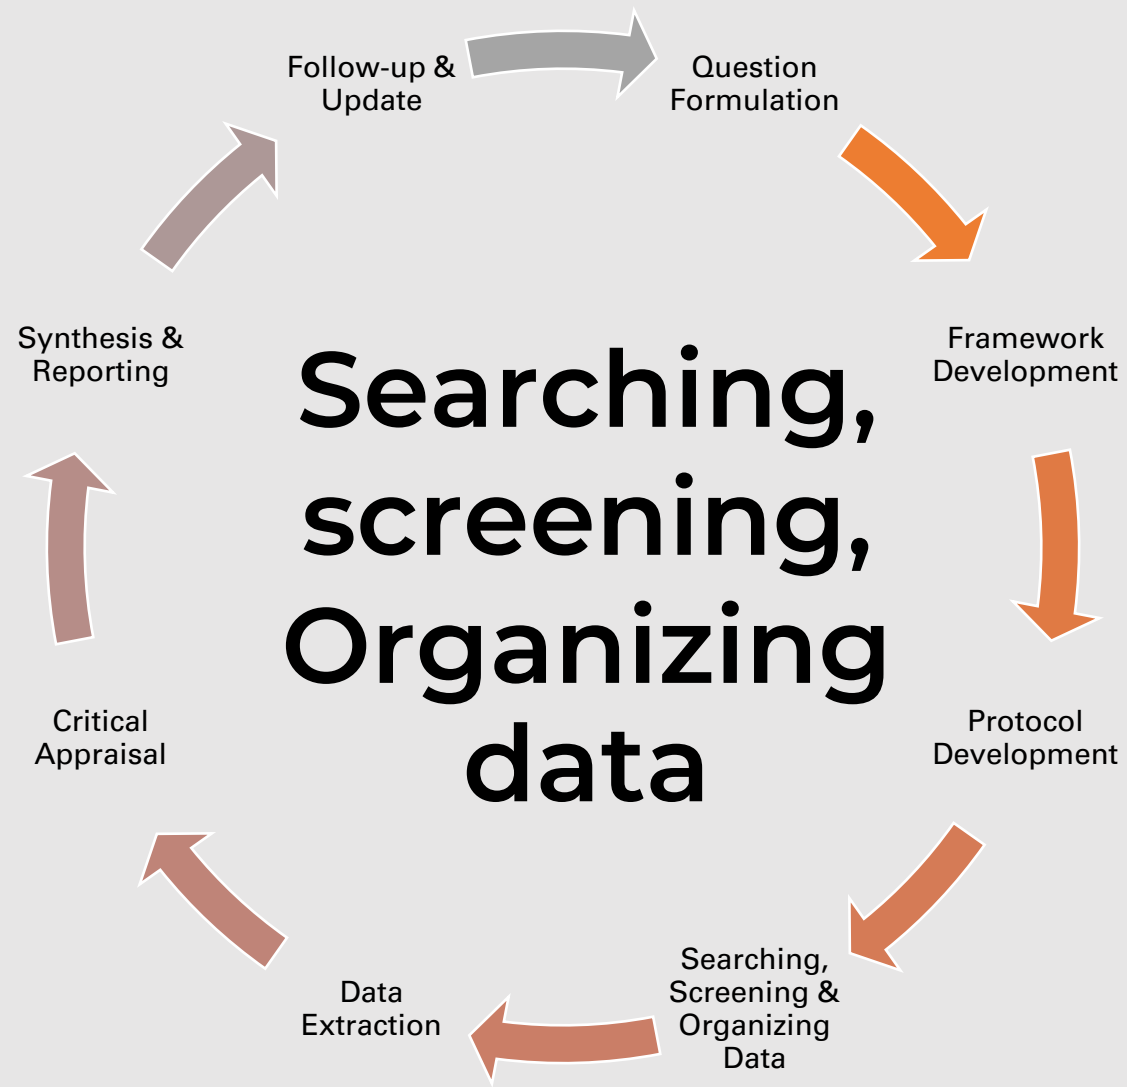 Follow-up &
Update
Question
Formulation
Framework
Development
Protocol
Development
Searching,
Screening &
Organizing
Data
Data
Extraction
Critical
Appraisal
Synthesis &
Reporting
Searching,
screening,
Organizing
data